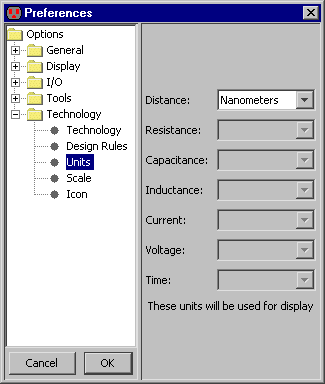 Preferences
Options
General
Display
I/O
Tools
Technology
Technology
Design Rules
Units
Scale
Icon
Distance: Nanometers
Resistance:
Capacitance:
Inductance:
Current:
Voltage:
Time:
These units will be used for display
Cancel OK